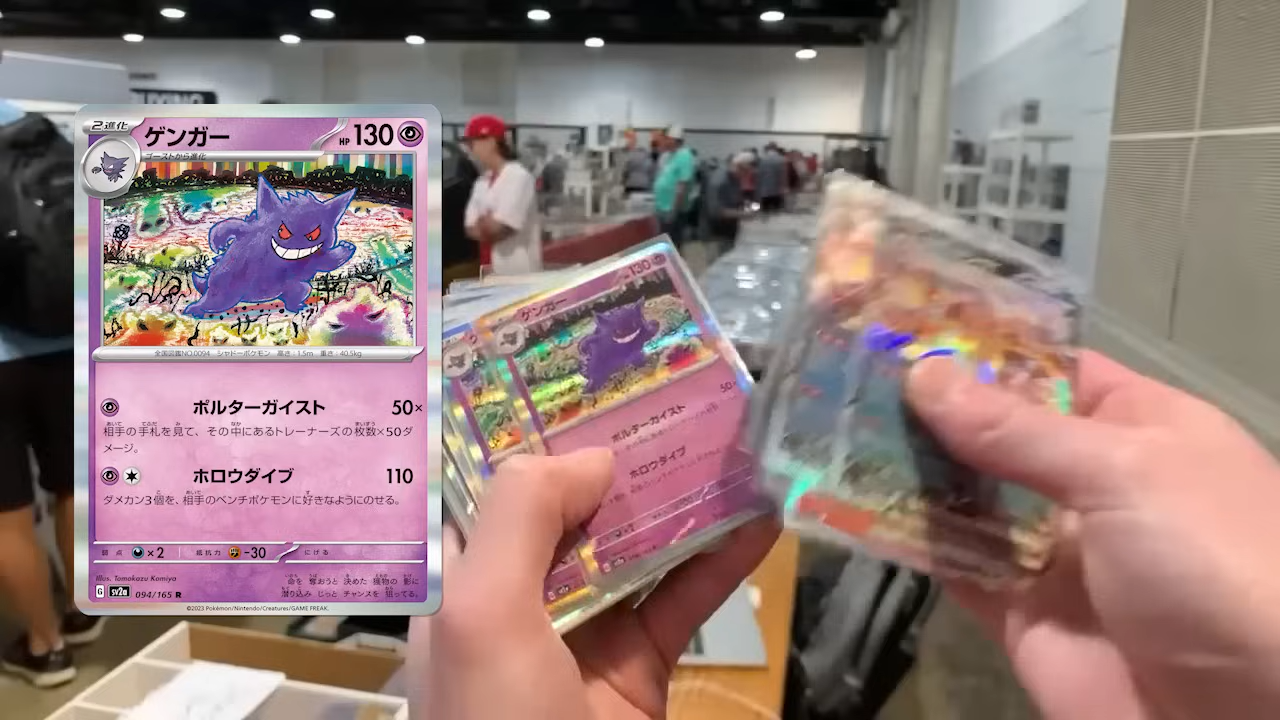 2進化
ゲンガー
HP 130
ゴーストから進化
全国図鑑NO.0094 シャドーポケモン 高さ:1.5m 重さ:40.5kg
ポルターガイスト 50×
相手の手札を見て、その中にあるトレーナーズの枚数×50ダ
メージ。
ホロウダイブ 110
ダメカン3個を、相手のベンチポケモンに好きなようにのせる。
弱点 ×2 抵抗力 -30 にげる
Illus. Tomokazu Komiya
G sv2a 094/165 R
命を奪おうと決めた獲物の影に
潜り込みじっとチャンスを狙ってる。
©2023 Pokémon/Nintendo/Creatures/GAME FREAK.
ゲンガー
130
50×
ポルターガイスト
ホロウダイブ